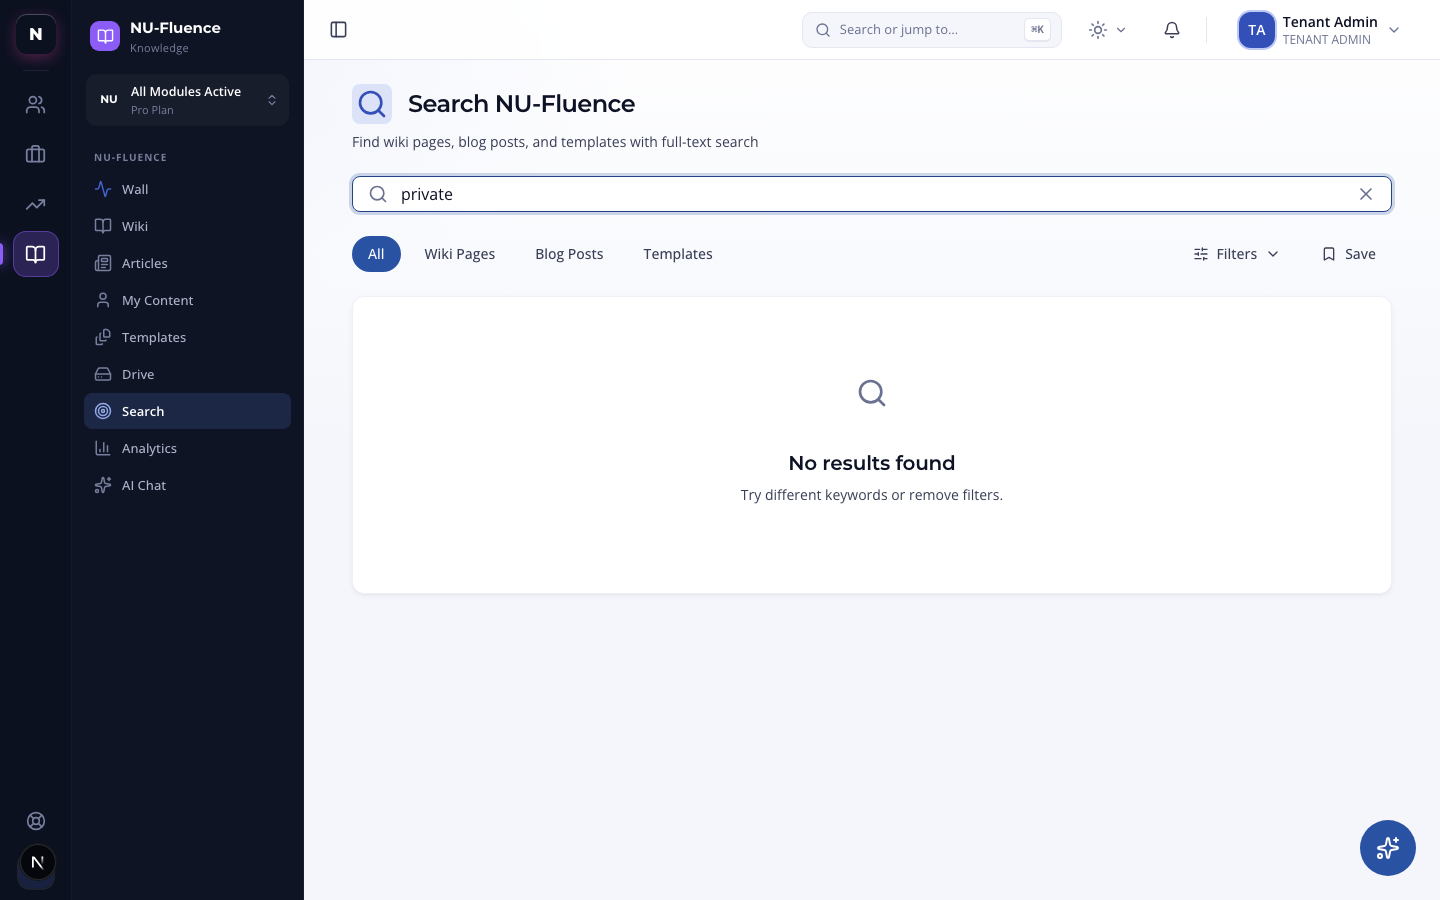 N
NU-Fluence
Knowledge
NU
All Modules Active
Pro Plan
NU-FLUENCE
Wall
Wiki
Articles
My Content
Templates
Drive
Search
Analytics
AI Chat
N
Search or jump to...
⌘K
TA
Tenant Admin
TENANT ADMIN
Search NU-Fluence
Find wiki pages, blog posts, and templates with full-text search
private
All
Wiki Pages
Blog Posts
Templates
Filters
Save
No results found
Try different keywords or remove filters.